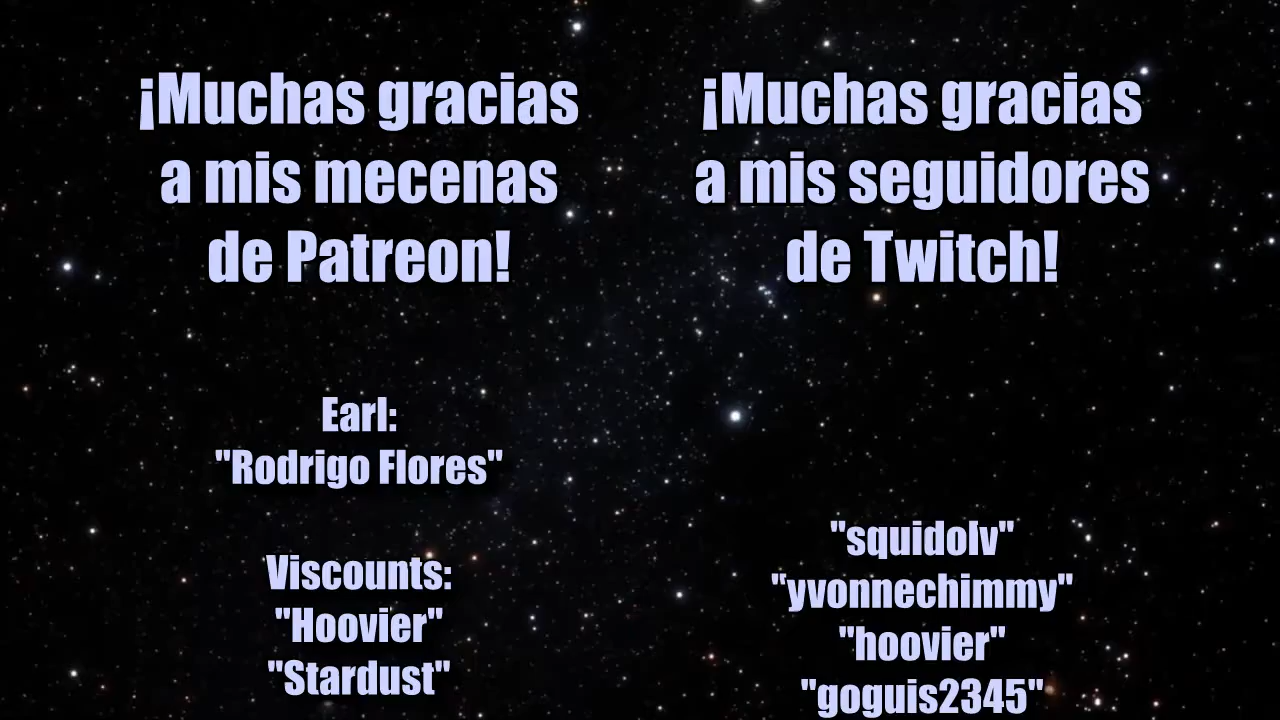 ¡Muchas gracias
a mis mecenas
de Patreon!
Earl:
"Rodrigo Flores"
Viscounts:
"Hoovier"
"Stardust"
¡Muchas gracias
a mis seguidores
de Twitch!
"squidolv"
"yvonnechimmy"
"hoovier"
"goguis2345"